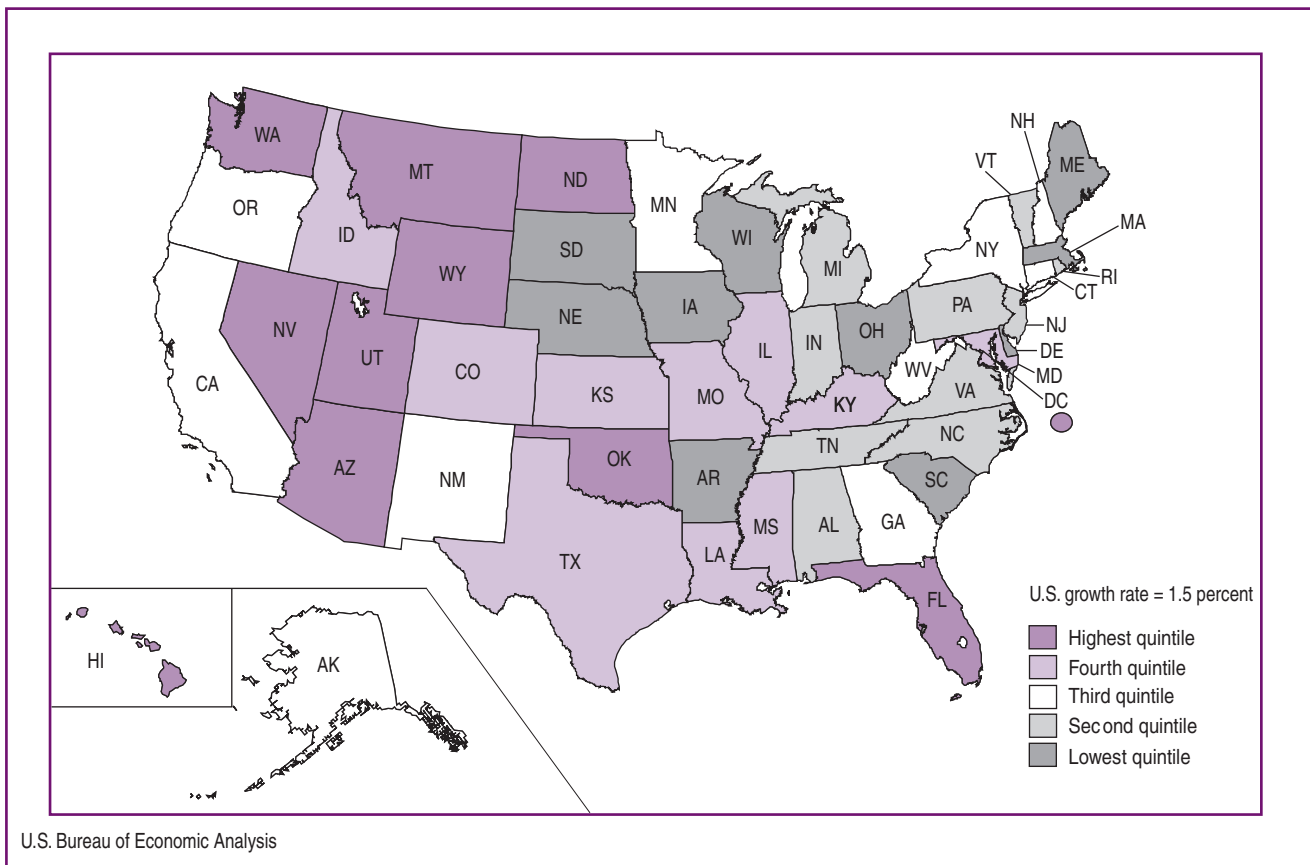 NH
WA
VT
ME
MT
ND
MN
OR
MA
ID
WI
NY
SD
MI
WY
RI
CT
PA
IA
NE
NJ
NV
OH
IL
IN
DE
UT
CO
WV
MD
CA
VA
KS
MO
KY
DC
NC
TN
OK
AZ
NM
AR
SC
MS
AL
GA
LA
TX
FL
U.S. growth rate = 1.5 percent
Highest quintile
HI
AK
Fourth quintile
Third quintile
Second quintile
Lowest quintile
U.S. Bureau of Economic Analysis